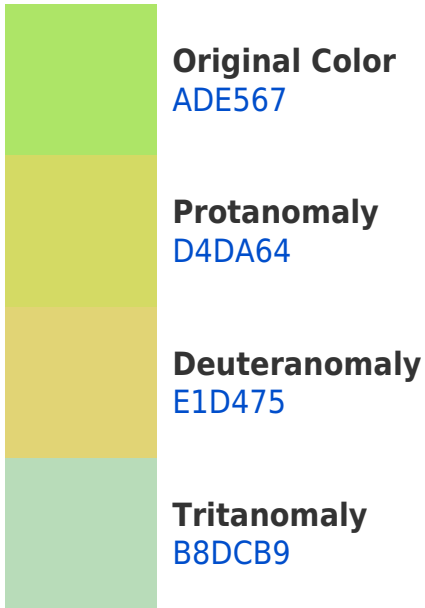 Original Color
ADE567
Protanomaly
D4DA64
Deuteranomaly
E1D475
Tritanomaly
B8DCB9